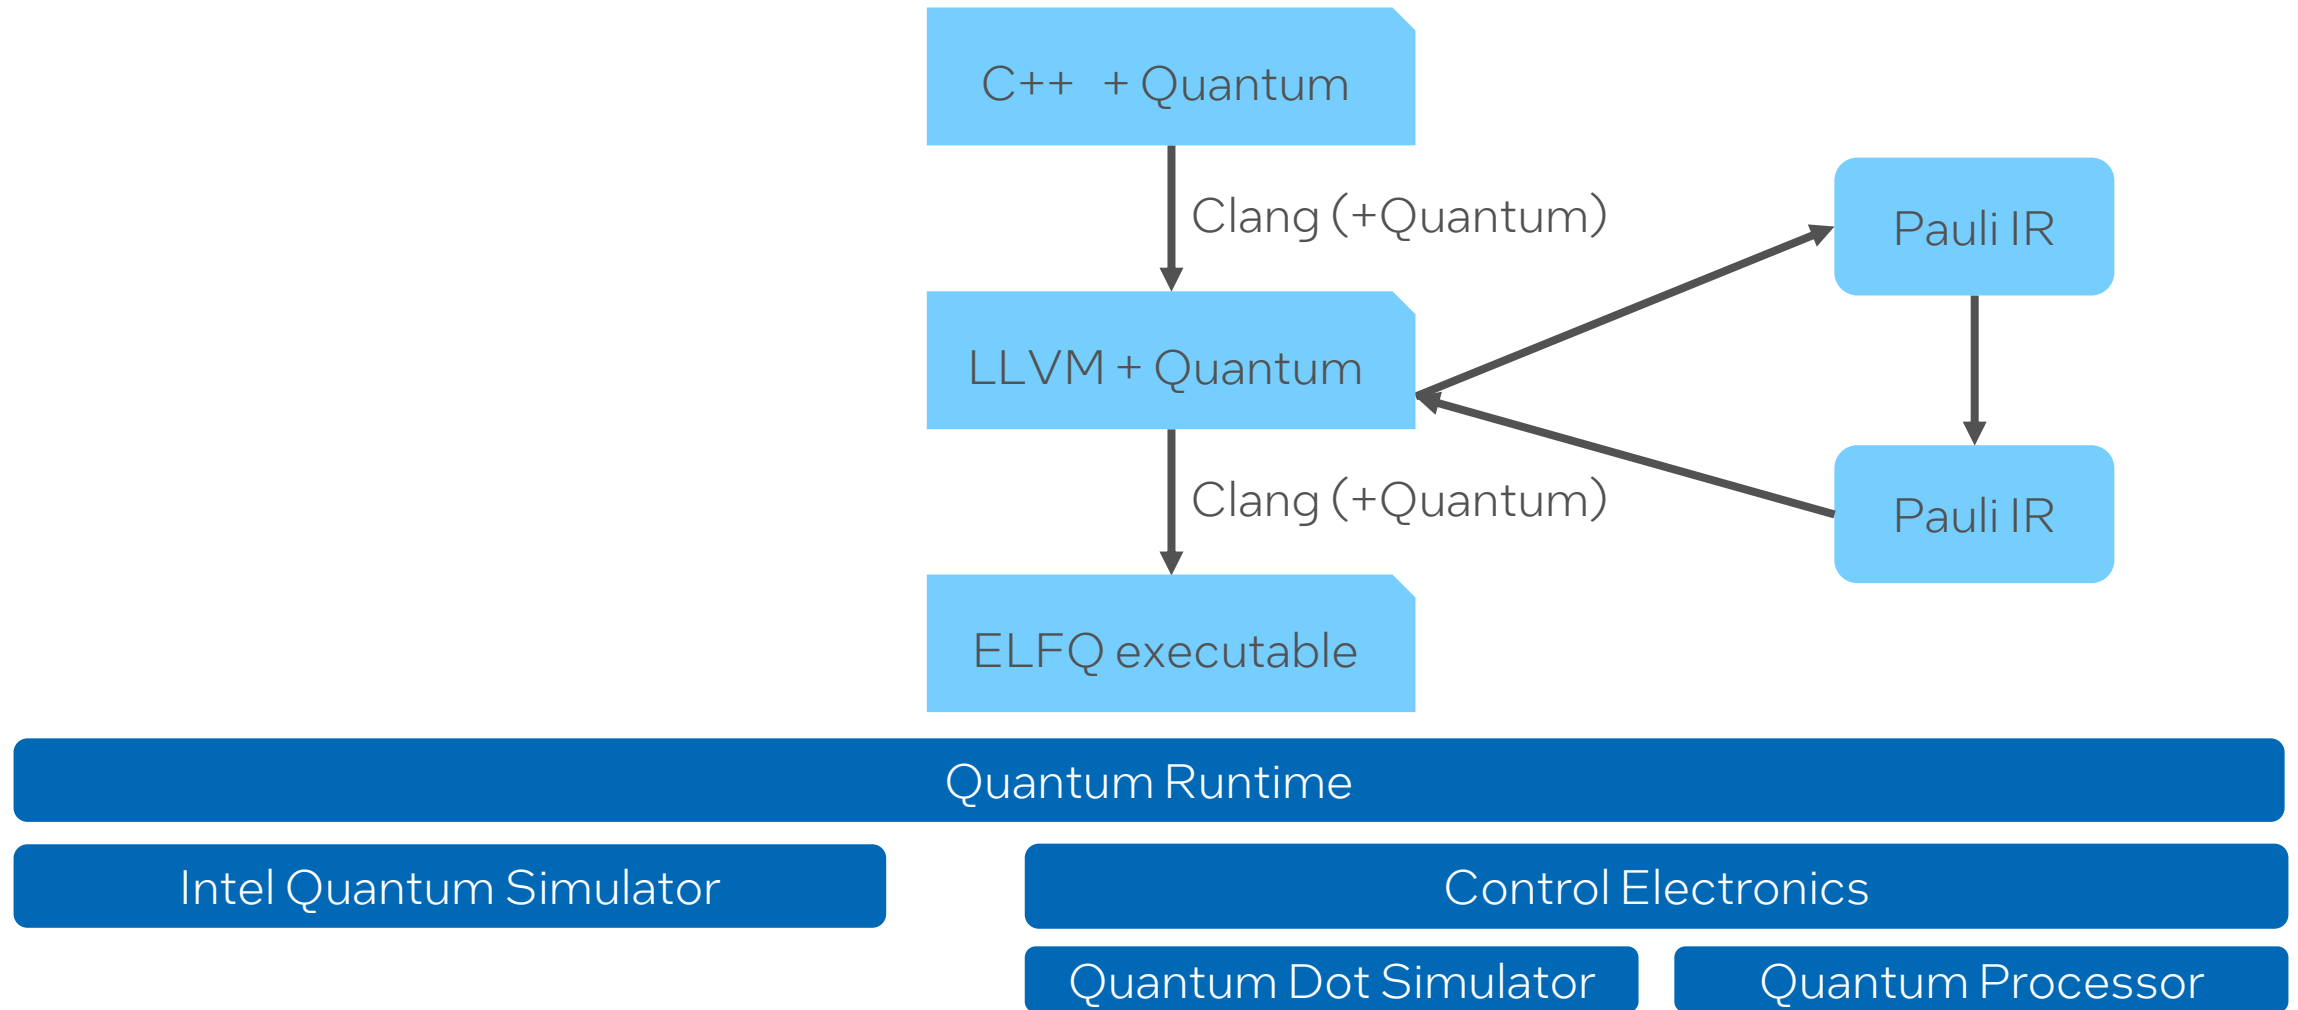 C++ + Quantum
Clang (+Quantum)
Pauli IR
LLVM + Quantum
Clang (+Quantum)
Pauli IR
ELFQ executable
Quantum Runtime
Intel Quantum Simulator
Control Electronics
Quantum Dot Simulator
Quantum Processor